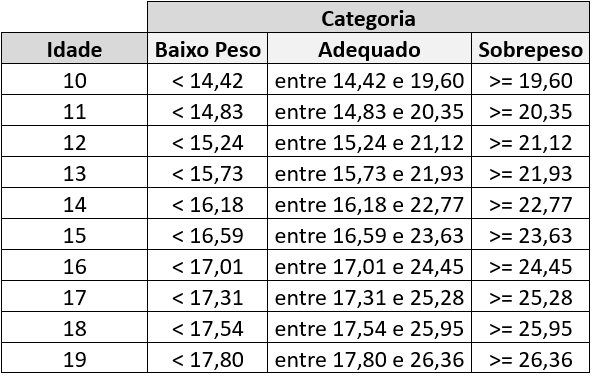 Categoria
Idade Baixo Peso Adequado Sobrepeso
10 < 14,42 entre 14,42 e 19,60 >= 19,60
11 < 14,83 entre 14,83 e 20,35 >= 20,35
12 < 15,24 entre 15,24 e 21,12 >= 21,12
13 < 15,73 entre 15,73 e 21,93 >= 21,93
14 < 16,18 entre 16,18 e 22,77 >= 22,77
15 < 16,59 entre 16,59 e 23,63 >= 23,63
16 < 17,01 entre 17,01 e 24,45 >= 24,45
17 < 17,31 entre 17,31 e 25,28 >= 25,28
18 < 17,54 entre 17,54 e 25,95 >= 25,95
19 < 17,80 entre 17,80 e 26,36 >= 26,36